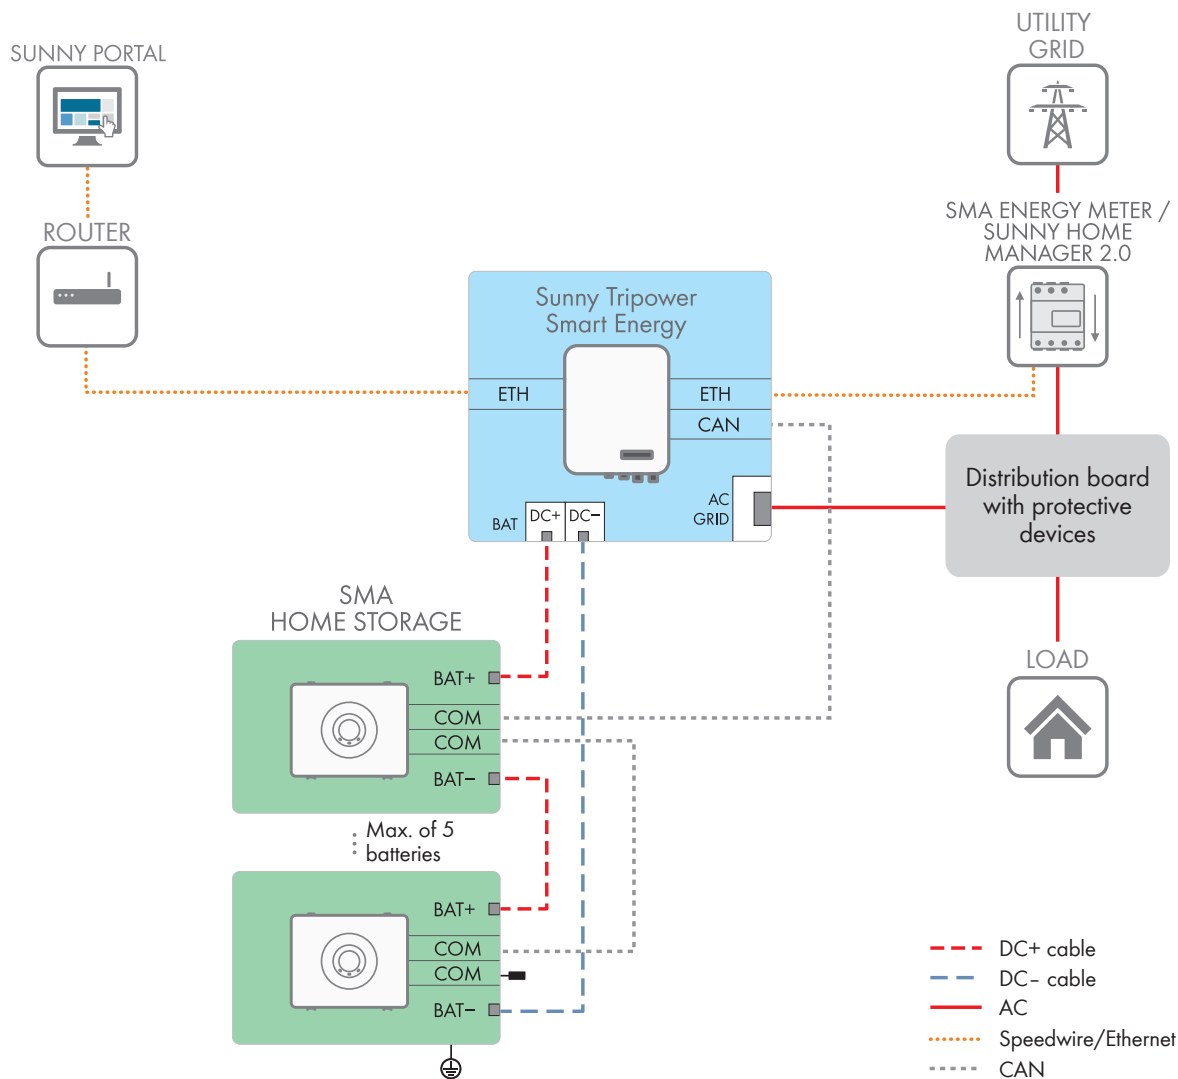 SUNNY PORTAL
ROUTER
UTILITY
GRID
SMA ENERGY METER /
SUNNY HOME
MANAGER 2.0
Sunny Tripower
Smart Energy
ETH
ETH
CAN
AC
GRID
BAT
DC+
DC–
Distribution board
with protective
devices
LOAD
SMA
HOME STORAGE
BAT+
COM
COM
BAT–
Max. of 5
batteries
BAT+
COM
COM
BAT–
DC+ cable
DC– cable
AC
Speedwire/Ethernet
CAN